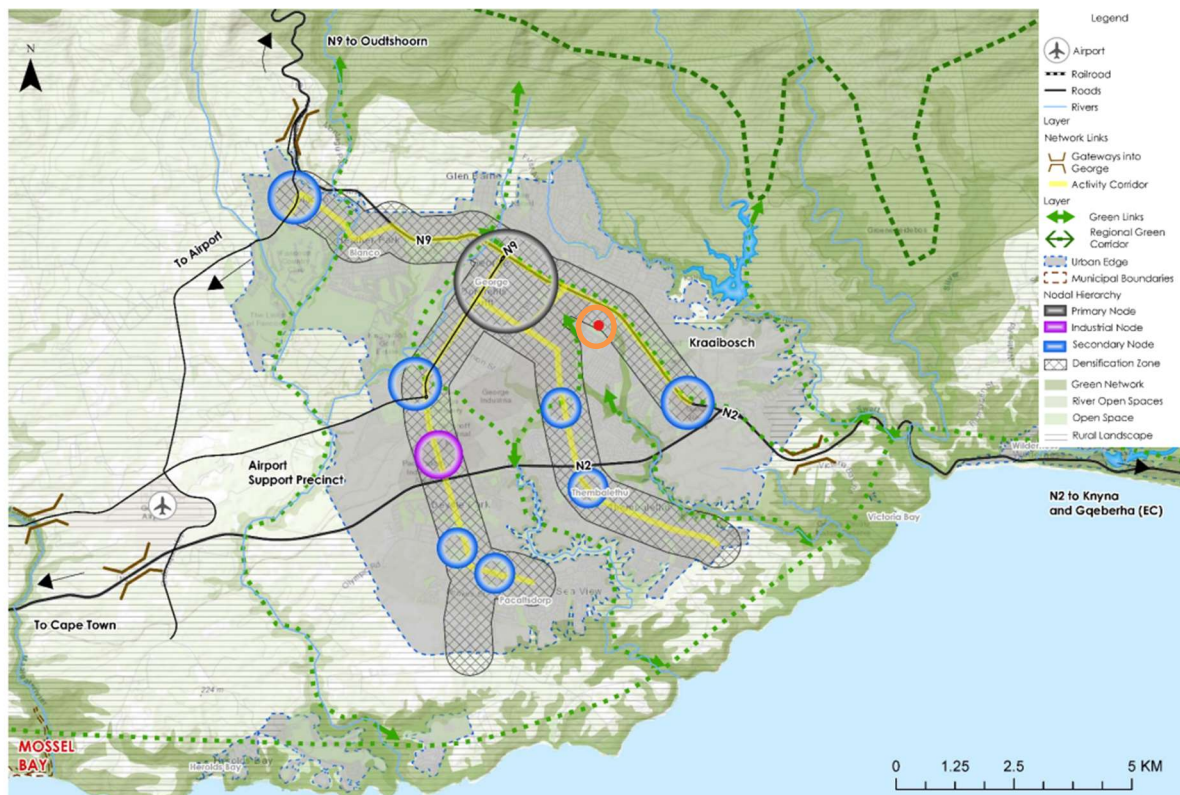 Legend
Airport
Railroad
Roads
Rivers
Layer
Network Links
Gateways into
George
Activity Corridor
Layer
Green Links
Regional Green
Corridor
Urban Edge
Municipal Boundaries
Nodal Hierarchy
Primary Node
Industrial Node
Secondary Node
Densification Zone
Green Network
River Open Spaces
Open Space
Rural Landscape
N
N9 to Oudtshoorn
To Airport
Blanco
N9
N9
George
Kraaibosch
N2
N2
Airport
Support Precinct
Thembalethu
Pacaltsdorp
Sea View
Victoria Bay
N2 to Knyna
and Gqeberha (EC)
To Cape Town
224 m
MOSSEL
BAY
Herolds Bay
0 1.25 2.5 5 KM